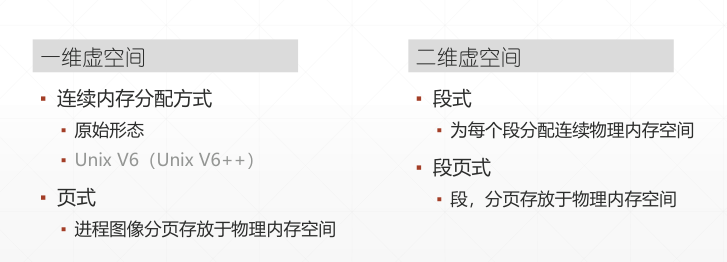 一维虚空间
连续内存分配方式
原始形态
Unix V6（Unix V6++）
页式
进程图像分页存放于物理内存空间
二维虚空间
段式
为每个段分配连续物理内存空间
段页式
段，分页存放于物理内存空间